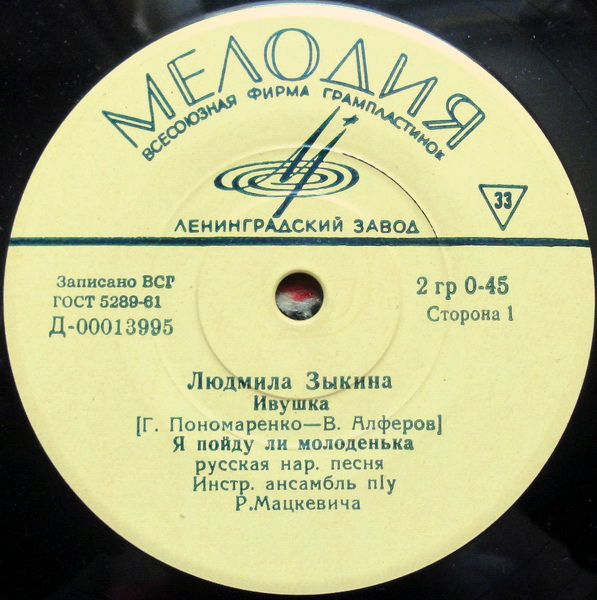 МЕЛОДИЯ
ВСЕСОЮЗНАЯ ФИРМА ГРАМПЛАСТИНОК
ЛЕНИНГРАДСКИЙ ЗАВОД
33
Записано ВСГ
ГОСТ 5289-61
Д-00013995
2 гр 0-45
Сторона 1
Людмила Зыкина
Ивушка
[Г. Пономаренко—В. Алферов]
Я пойду ли молоденька
русская нар. песня
Инстр. ансамбль п/у
Р.Мацкевича